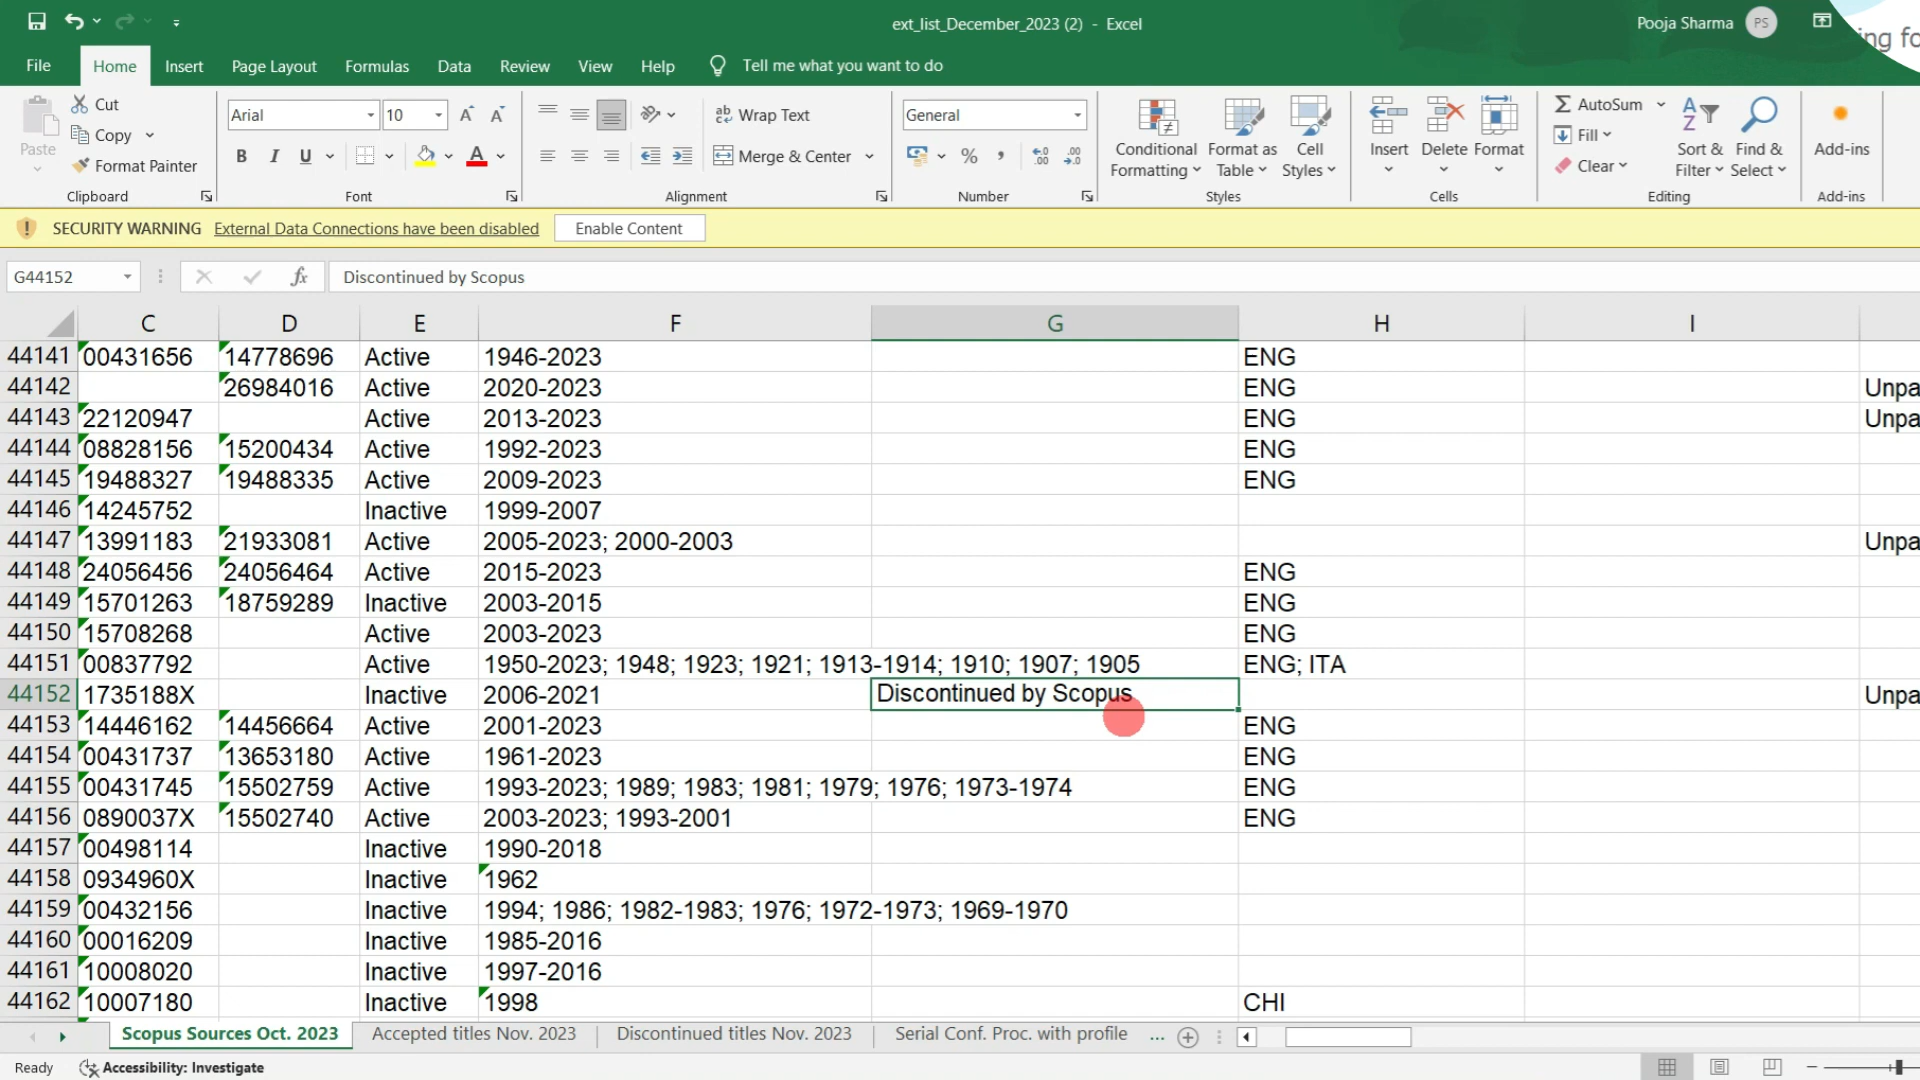 ext_list_December_2023 (2) - Excel
Pooja Sharma PS
ing fo
File Home Insert Page Layout Formulas Data Review View Help Tell me what you want to do
Paste Cut Copy Format Painter
Clipboard
Arial 10
B I U
Font
Wrap Text
Merge & Center
Alignment
General
Number
Conditional Formatting Format as Table Cell Styles
Styles
Insert Delete Format
Cells
AutoSum Fill Clear Sort & Filter Find & Select
Editing
Add-ins
Add-ins
SECURITY WARNING External Data Connections have been disabled Enable Content
G44152 fx Discontinued by Scopus
C D E F G H I
44141 00431656 14778696 Active 1946-2023 ENG
44142 26984016 Active 2020-2023 ENG Unpa
44143 22120947 Active 2013-2023 ENG Unpa
44144 08828156 15200434 Active 1992-2023 ENG
44145 19488327 19488335 Active 2009-2023 ENG
44146 14245752 Inactive 1999-2007
44147 13991183 21933081 Active 2005-2023; 2000-2003 Unpa
44148 24056456 24056464 Active 2015-2023 ENG
44149 15701263 18759289 Inactive 2003-2015 ENG
44150 15708268 Active 2003-2023 ENG
44151 00837792 Active 1950-2023; 1948; 1923; 1921; 1913-1914; 1910; 1907; 1905 ENG; ITA
44152 1735188X Inactive 2006-2021 Discontinued by Scopus Unpa
44153 14446162 14456664 Active 2001-2023 ENG
44154 00431737 13653180 Active 1961-2023 ENG
44155 00431745 15502759 Active 1993-2023; 1989; 1983; 1981; 1979; 1976; 1973-1974 ENG
44156 0890037X 15502740 Active 2003-2023; 1993-2001 ENG
44157 00498114 Inactive 1990-2018
44158 0934960X Inactive 1962
44159 00432156 Inactive 1994; 1986; 1982-1983; 1976; 1972-1973; 1969-1970
44160 00016209 Inactive 1985-2016
44161 10008020 Inactive 1997-2016
44162 10007180 Inactive 1998 CHI
Scopus Sources Oct. 2023 Accepted titles Nov. 2023 Discontinued titles Nov. 2023 Serial Conf. Proc. with profile ...
Ready Accessibility: Investigate